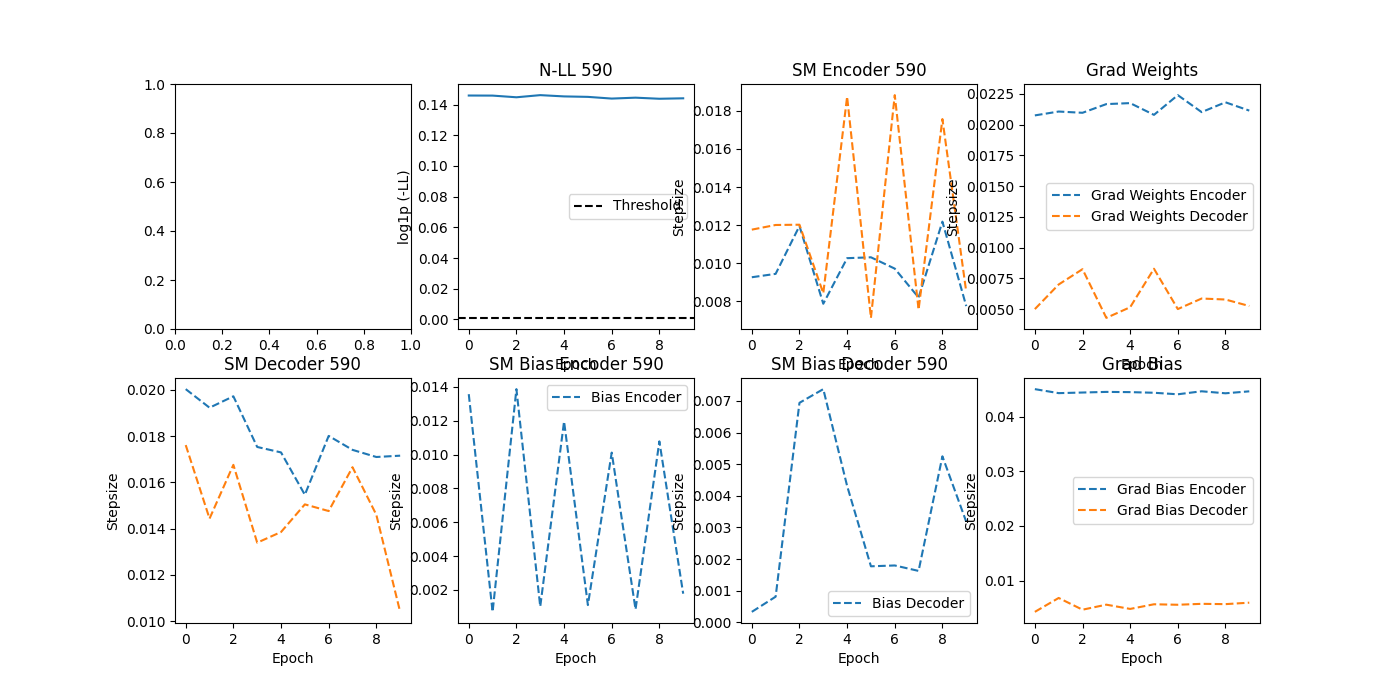 N-LL 590
SM Encoder 590
Grad Weights
1.0
0.8
0.6
0.4
0.2
0.0
0.0 0.2 0.4 0.6 0.8 1.0
log1p (-LL)
0.14
0.12
0.10
0.08
0.06
0.04
0.02
0.00
Threshold
0 2 4 6 8
Epoch
Stepsize
0.018
0.016
0.014
0.012
0.010
0.008
0 2 4 6 8
Epoch
Stepsize
0.0225
0.0200
0.0175
0.0150
0.0125
0.0100
0.0075
0.0050
Grad Weights Encoder
Grad Weights Decoder
0 2 4 6 8
Epoch
SM Decoder 590
SM Bias Encoder 590
SM Bias Decoder 590
Grad Bias
Stepsize
0.020
0.018
0.016
0.014
0.012
0.010
0 2 4 6 8
Epoch
Stepsize
0.014
0.012
0.010
0.008
0.006
0.004
0.002
Bias Encoder
0 2 4 6 8
Epoch
Stepsize
0.007
0.006
0.005
0.004
0.003
0.002
0.001
0.000
Bias Decoder
0 2 4 6 8
Epoch
Stepsize
0.04
0.03
0.02
0.01
Grad Bias Encoder
Grad Bias Decoder
0 2 4 6 8
Epoch